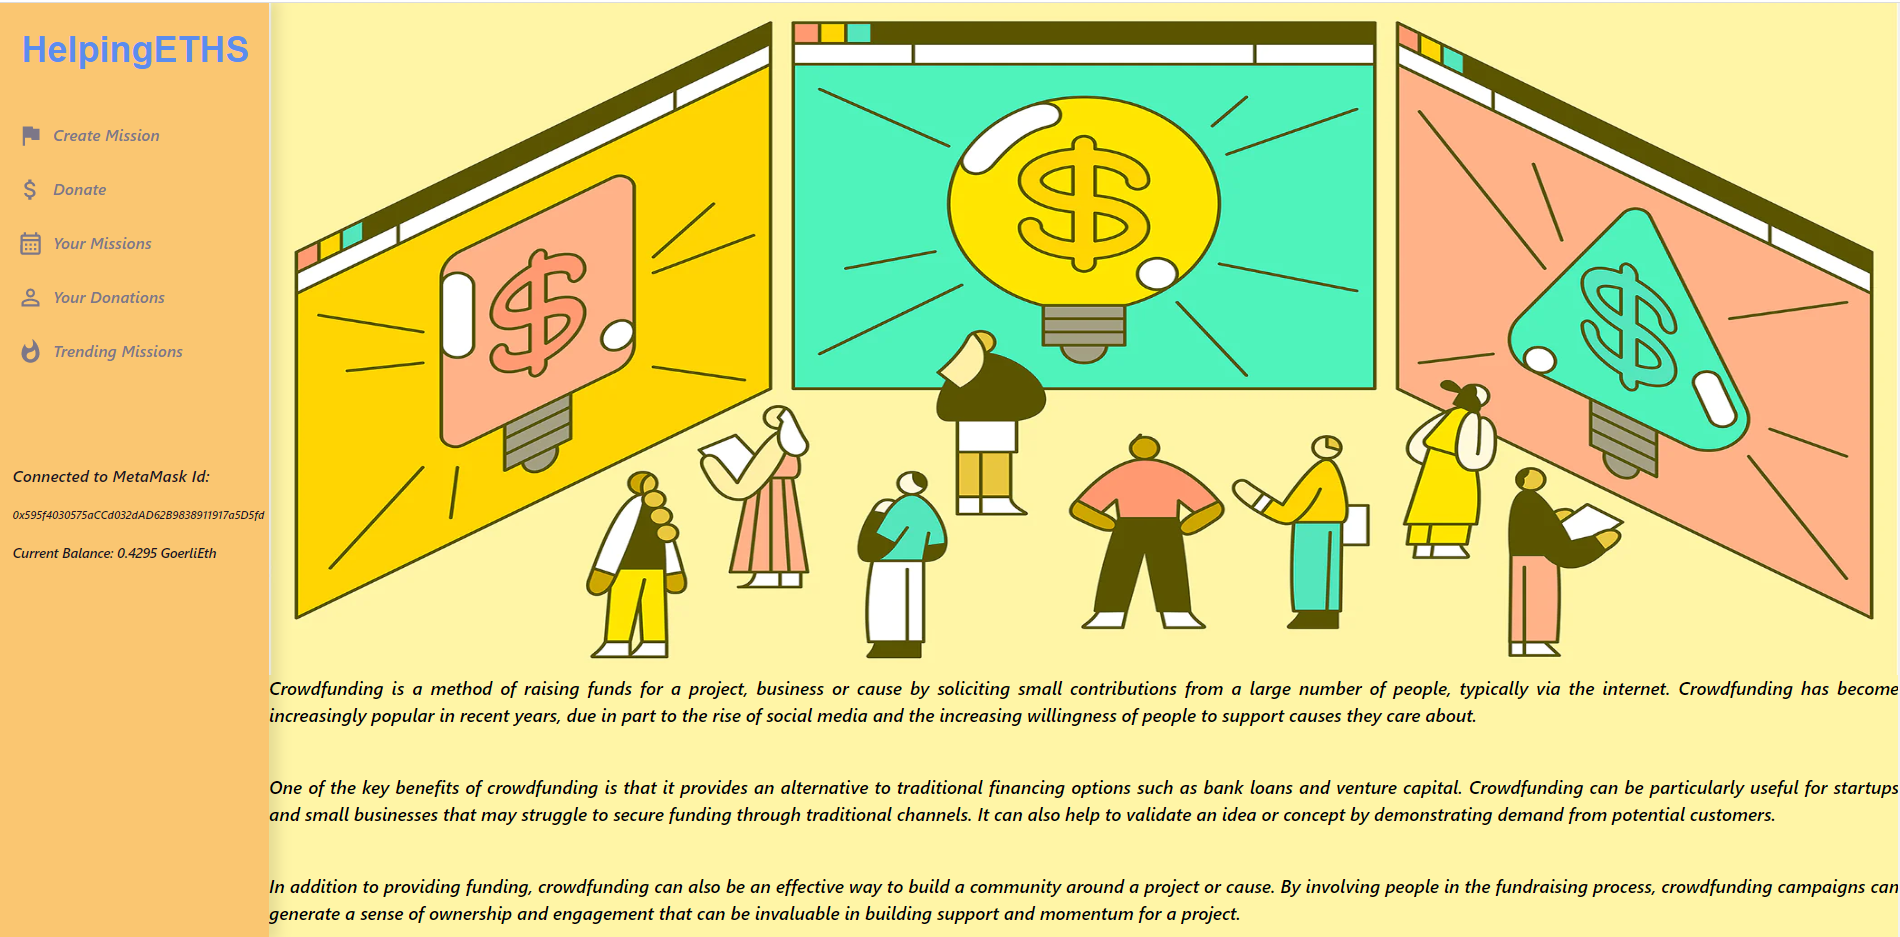 HelpingETHS
Create Mission
Donate
Your Missions
Your Donations
Trending Missions
Connected to MetaMask Id:
0x595f4030575aCCd032dAD62B9838911917a5D5fd
Current Balance: 0.4295 GoerliEth
$
$
$
Crowdfunding is a method of raising funds for a project, business or cause by soliciting small contributions from a large number of people, typically via the internet. Crowdfunding has become
increasingly popular in recent years, due in part to the rise of social media and the increasing willingness of people to support causes they care about.
One of the key benefits of crowdfunding is that it provides an alternative to traditional financing options such as bank loans and venture capital. Crowdfunding can be particularly useful for startups
and small businesses that may struggle to secure funding through traditional channels. It can also help to validate an idea or concept by demonstrating demand from potential customers.
In addition to providing funding, crowdfunding can also be an effective way to build a community around a project or cause. By involving people in the fundraising process, crowdfunding campaigns can
generate a sense of ownership and engagement that can be invaluable in building support and momentum for a project.